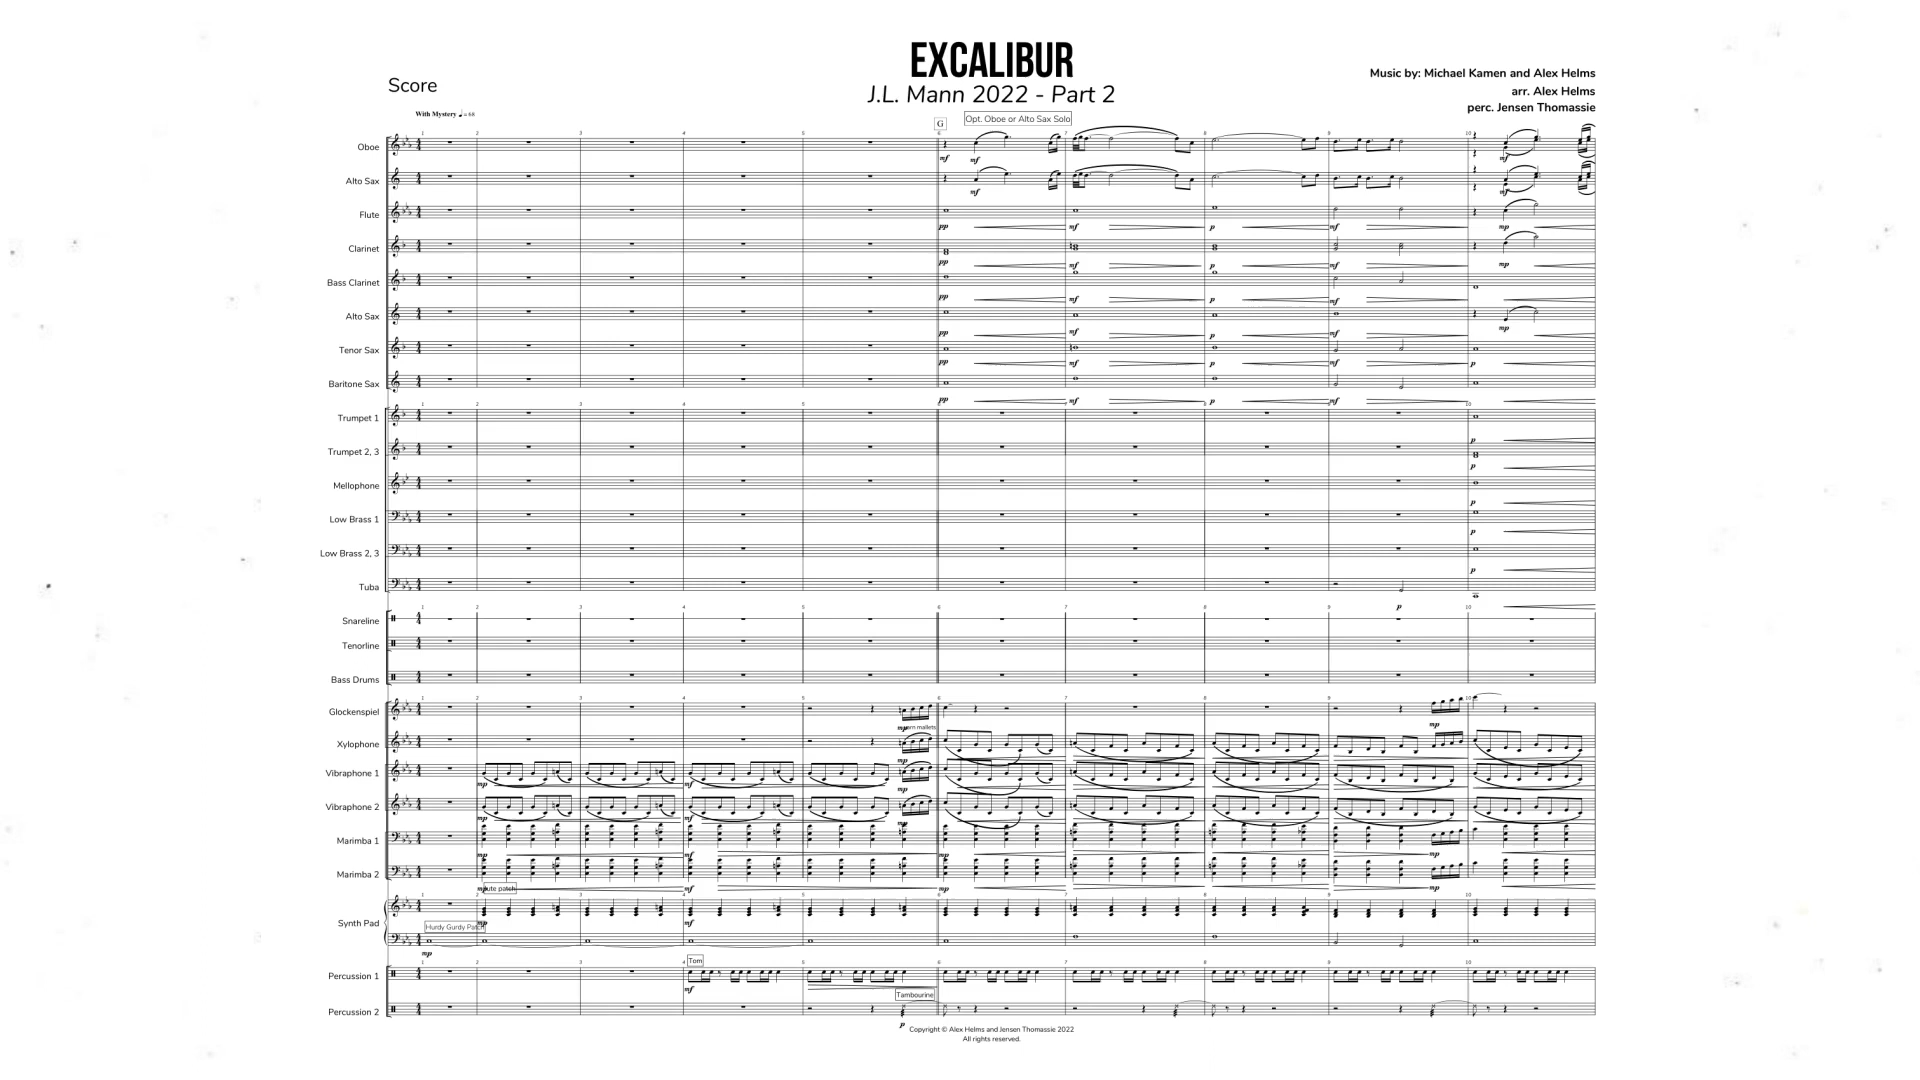 EXCALIBUR
Score
J.L. Mann 2022 - Part 2
Music by: Michael Kamen and Alex Helms
arr. Alex Helms
perc. Jensen Thomassie
With Mystery ♩ = 68
G
Opt. Oboe or Alto Sax Solo
Oboe
Alto Sax
Flute
Clarinet
Bass Clarinet
Alto Sax
Tenor Sax
Baritone Sax
Trumpet 1
Trumpet 2, 3
Mellophone
Low Brass 1
Low Brass 2, 3
Tuba
Snareline
Tenorline
Bass Drums
Glockenspiel
Xylophone
Vibraphone 1
Vibraphone 2
Marimba 1
Marimba 2
Synth Pad
Hurdy Gurdy Patch
Percussion 1
Tom
Percussion 2
Tambourine
Copyright © Alex Helms and Jensen Thomassie 2022
All rights reserved.